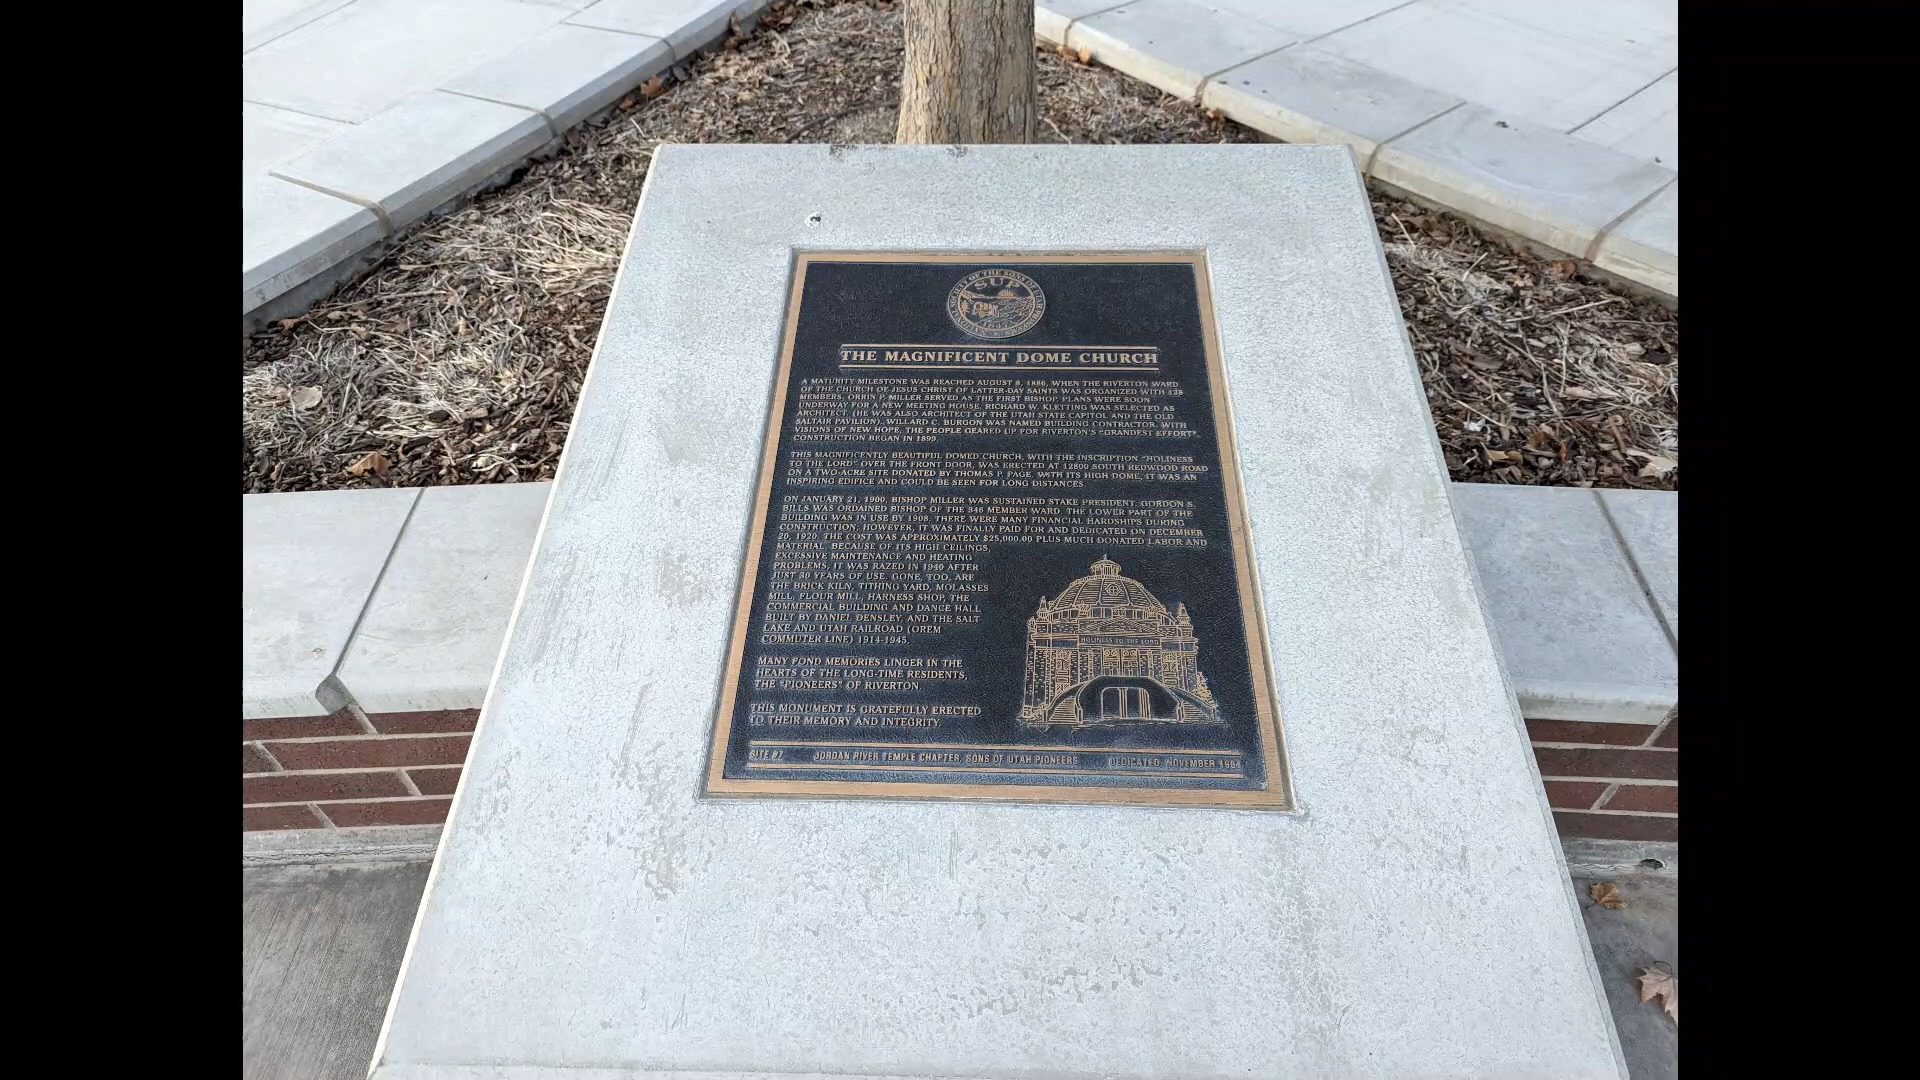 SUP
THE MAGNIFICENT DOME CHURCH
A MATURITY MILESTONE WAS REACHED AUGUST 8, 1886, WHEN THE RIVERTON WARD
OF THE CHURCH OF JESUS CHRIST OF LATTER-DAY SAINTS WAS ORGANIZED WITH
MEMBERS. ORRIN P. MILLER SERVED AS THE FIRST BISHOP. PLANS WERE SOON
UNDERWAY FOR A NEW MEETING HOUSE. RICHARD W. KLETTING WAS SELECTED AS
ARCHITECT. (HE WAS ALSO ARCHITECT OF THE UTAH STATE CAPITOL AND THE OLD
SALTAIR PAVILION). WILLARD C. BURGON WAS NAMED BUILDING CONTRACTOR. WITH
VISIONS OF NEW HOPE, THE PEOPLE GEARED UP FOR RIVERTON'S "GRANDEST EFFORT".
CONSTRUCTION BEGAN IN 1899.
THIS MAGNIFICENTLY BEAUTIFUL DOMED CHURCH, WITH THE INSCRIPTION "HOLINESS
TO THE LORD" OVER THE FRONT DOOR, WAS ERECTED AT 12800 SOUTH REDWOOD ROAD
ON A TWO-ACRE SITE DONATED BY THOMAS P. PAGE. WITH ITS HIGH DOME, IT WAS AN
INSPIRING EDIFICE AND COULD BE SEEN FOR LONG DISTANCES.
ON JANUARY 21, 1900, BISHOP MILLER WAS SUSTAINED STAKE PRESIDENT. GORDON S.
BILLS WAS ORDAINED BISHOP OF THE 346 MEMBER WARD. THE LOWER PART OF THE
BUILDING WAS IN USE BY 1908. THERE WERE MANY FINANCIAL HARDSHIPS DURING
CONSTRUCTION; HOWEVER, IT WAS FINALLY PAID FOR AND DEDICATED ON DECEMBER
20, 1920. THE COST WAS APPROXIMATELY $25,000.00 PLUS MUCH DONATED LABOR AND
MATERIAL. BECAUSE OF ITS HIGH CEILINGS,
EXCESSIVE MAINTENANCE AND HEATING
PROBLEMS, IT WAS RAZED IN 1940 AFTER
JUST 30 YEARS OF USE. GONE, TOO, ARE
THE BRICK KILN, TITHING YARD, MOLASSES
MILL, FLOUR MILL, HARNESS SHOP, THE
COMMERCIAL BUILDING AND DANCE HALL
BUILT BY DANIEL DENSLEY, AND THE SALT
LAKE AND UTAH RAILROAD (OREM
COMMUTER LINE) 1914-1945.
HOLINESS TO THE LORD
MANY FOND MEMORIES LINGER IN THE
HEARTS OF THE LONG-TIME RESIDENTS,
THE "PIONEERS" OF RIVERTON.
THIS MONUMENT IS GRATEFULLY ERECTED
TO THEIR MEMORY AND INTEGRITY.
SITE #7 JORDAN RIVER TEMPLE CHAPTER, SONS OF UTAH PIONEERS DEDICATED, NOVEMBER